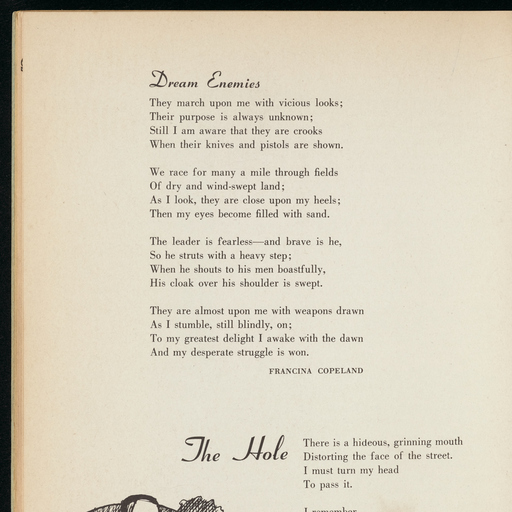 Dream Enemies
They march upon me with vicious looks;
Their purpose is always unknown;
Still I am aware that they are crooks
When their knives and pistols are shown.
We race for many a mile through fields
Of dry and wind-swept land;
As I look, they are close upon my heels;
Then my eyes become filled with sand.
The leader is fearless—and brave is he,
So he struts with a heavy step;
When he shouts to his men boastfully,
His cloak over his shoulder is swept.
They are almost upon me with weapons drawn
As I stumble, still blindly, on;
To my greatest delight I awake with the dawn
And my desperate struggle is won.
FRANCINA COPELAND
The Hole
There is a hideous, grinning mouth
Distorting the face of the street.
I must turn my head
To pass it.
I remember